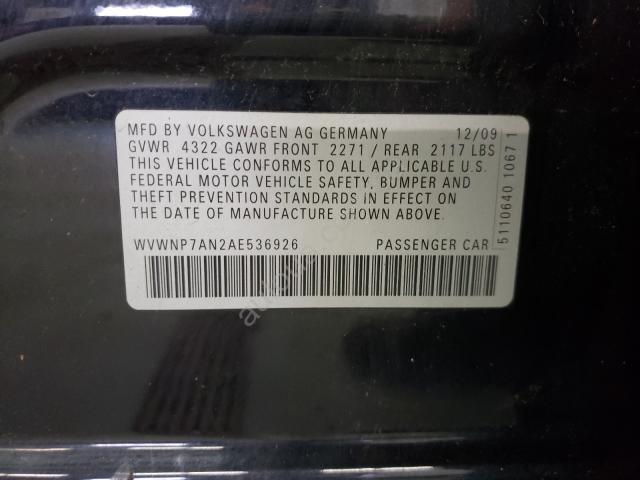 MFD BY VOLKSWAGEN AG GERMANY 12/09
GVWR 4322 GAWR FRONT 2271 / REAR 2117 LBS
THIS VEHICLE CONFORMS TO ALL APPLICABLE U.S.
FEDERAL MOTOR VEHICLE SAFETY, BUMPER AND
THEFT PREVENTION STANDARDS IN EFFECT ON
THE DATE OF MANUFACTURE SHOWN ABOVE.
WVWNP7AN2AE536926 PASSENGER CAR
5110640 1067 1